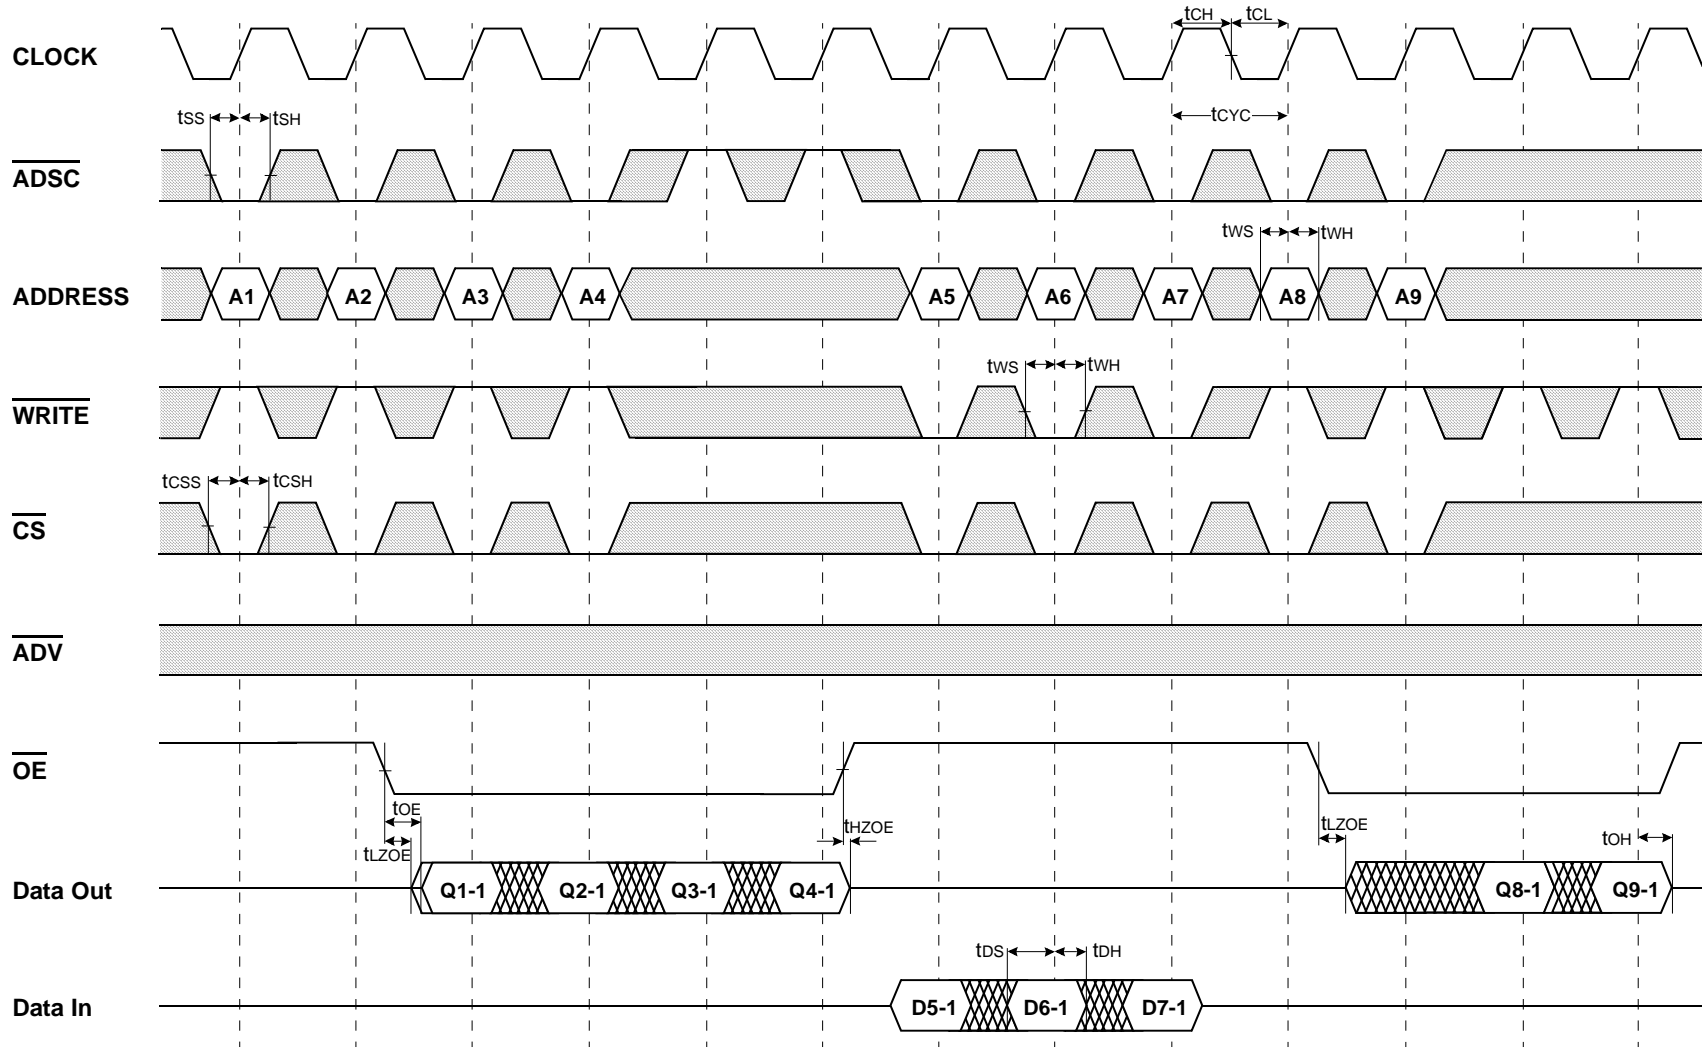 tCH tCL
CLOCK
tSS tSH tCYC
ADSC
tWS tWH
ADDRESS A1 A2 A3 A4 A5 A6 A7 A8 A9
tWS tWH
WRITE
tCSS tCSH
CS
ADV
OE
tOE tHZOE tLZOE tOH
tLZOE
Data Out Q1-1 Q2-1 Q3-1 Q4-1 Q8-1 Q9-1
tDS tDH
Data In D5-1 D6-1 D7-1